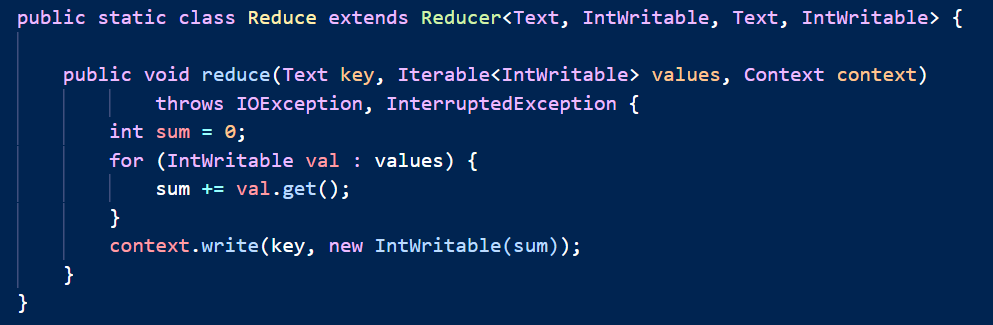 public static class Reduce extends Reducer<Text, IntWritable, Text, IntWritable> {
public void reduce(Text key, Iterable<IntWritable> values, Context context)
throws IOException, InterruptedException {
int sum = 0;
for (IntWritable val : values) {
sum += val.get();
}
context.write(key, new IntWritable(sum));
}
}